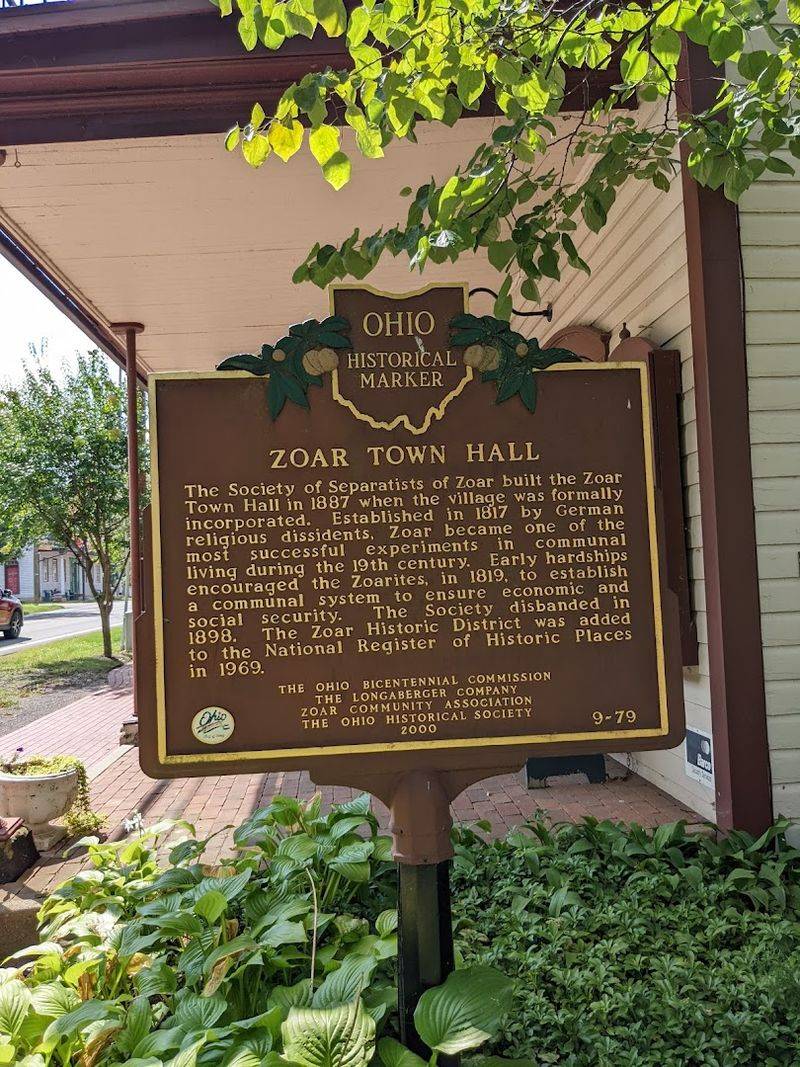 OHIO
HISTORICAL
MARKER
ZOAR TOWN HALL
The Society of Separatists of Zoar built the Zoar
Town Hall in 1887 when the village was formally
incorporated. Established in 1817 by German
religious dissidents, Zoar became one of the
most successful experiments in communal
living during the 19th century. Early hardships
encouraged the Zoarites, in 1819, to establish
a communal system to ensure economic and
social security. The Society disbanded in
1898. The Zoar Historic District was added
to the National Register of Historic Places
in 1969.
THE OHIO BICENTENNIAL COMMISSION
THE LONGABERGER COMPANY
ZOAR COMMUNITY ASSOCIATION
THE OHIO HISTORICAL SOCIETY
2000
9-79
Ohio